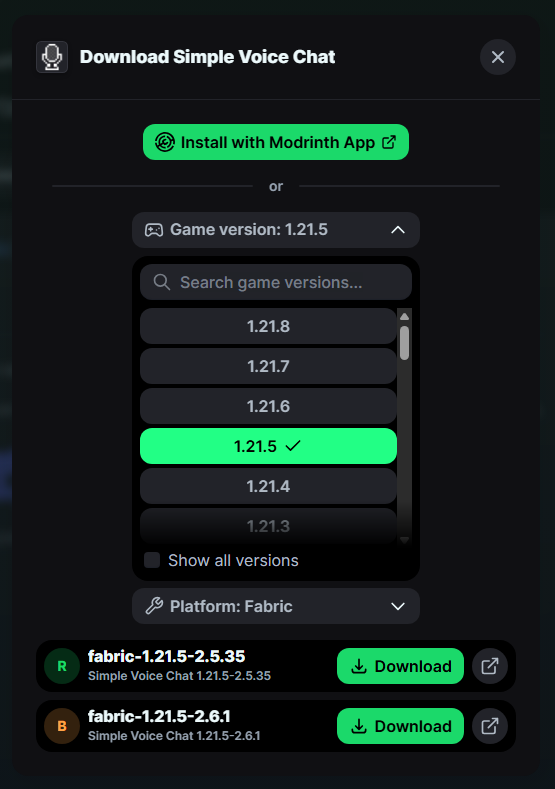 Download Simple Voice Chat
Install with Modrinth App
or
Game version: 1.21.5
Search game versions...
1.21.8
1.21.7
1.21.6
1.21.5
1.21.4
1.21.3
Show all versions
Platform: Fabric
R
fabric-1.21.5-2.5.35
Simple Voice Chat 1.21.5-2.5.35
Download
B
fabric-1.21.5-2.6.1
Simple Voice Chat 1.21.5-2.6.1
Download